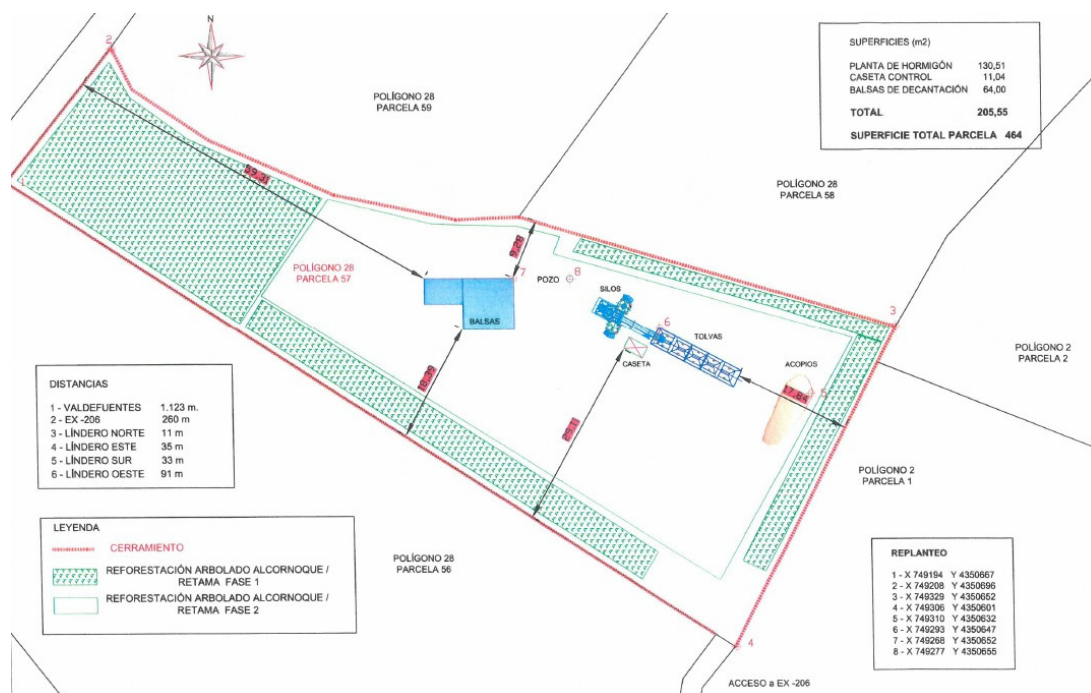 N
2
POLÍGONO 28
PARCELA 59
SUPERFICIES (m2)
PLANTA DE HORMIGÓN 130,51
CASETA CONTROL 11,04
BALSAS DE DECANTACIÓN 64,00
TOTAL 205,55
SUPERFICIE TOTAL PARCELA 464
POLÍGONO 28
PARCELA 58
1
59,31
9,28
POLÍGONO 28
PARCELA 57
7
POZO
8
SILOS
6
BALSAS
TOLVAS
CASETA
ACOPIOS
3
17,84
5
POLÍGONO 2
PARCELA 2
DISTANCIAS
1 - VALDEFUENTES 1.123 m.
2 - EX -206 260 m
3 - LÍNDERO NORTE 11 m
4 - LÍNDERO ESTE 35 m
5 - LÍNDERO SUR 33 m
6 - LÍNDERO OESTE 91 m
POLÍGONO 2
PARCELA 1
LEYENDA
CERRAMIENTO
REFORESTACIÓN ARBOLADO ALCORNOQUE /
RETAMA FASE 1
REFORESTACIÓN ARBOLADO ALCORNOQUE /
RETAMA FASE 2
POLÍGONO 28
PARCELA 56
REPLANTEO
1 - X 749194 Y 4350667
2 - X 749208 Y 4350696
3 - X 749329 Y 4350652
4 - X 749306 Y 4350601
5 - X 749310 Y 4350632
6 - X 749293 Y 4350647
7 - X 749268 Y 4350652
8 - X 749277 Y 4350655
4
ACCESO a EX -206